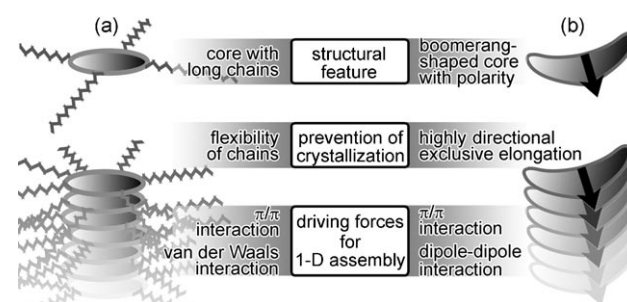 (a)
(b)
core with
long chains
structural
feature
boomerang-
shaped core
with polarity
flexibility
of chains
prevention of
crystallization
highly directional
exclusive elongation
π/π
interaction
van der Waals
interaction
driving forces
for
1-D assembly
π/π
interaction
dipole-dipole
interaction